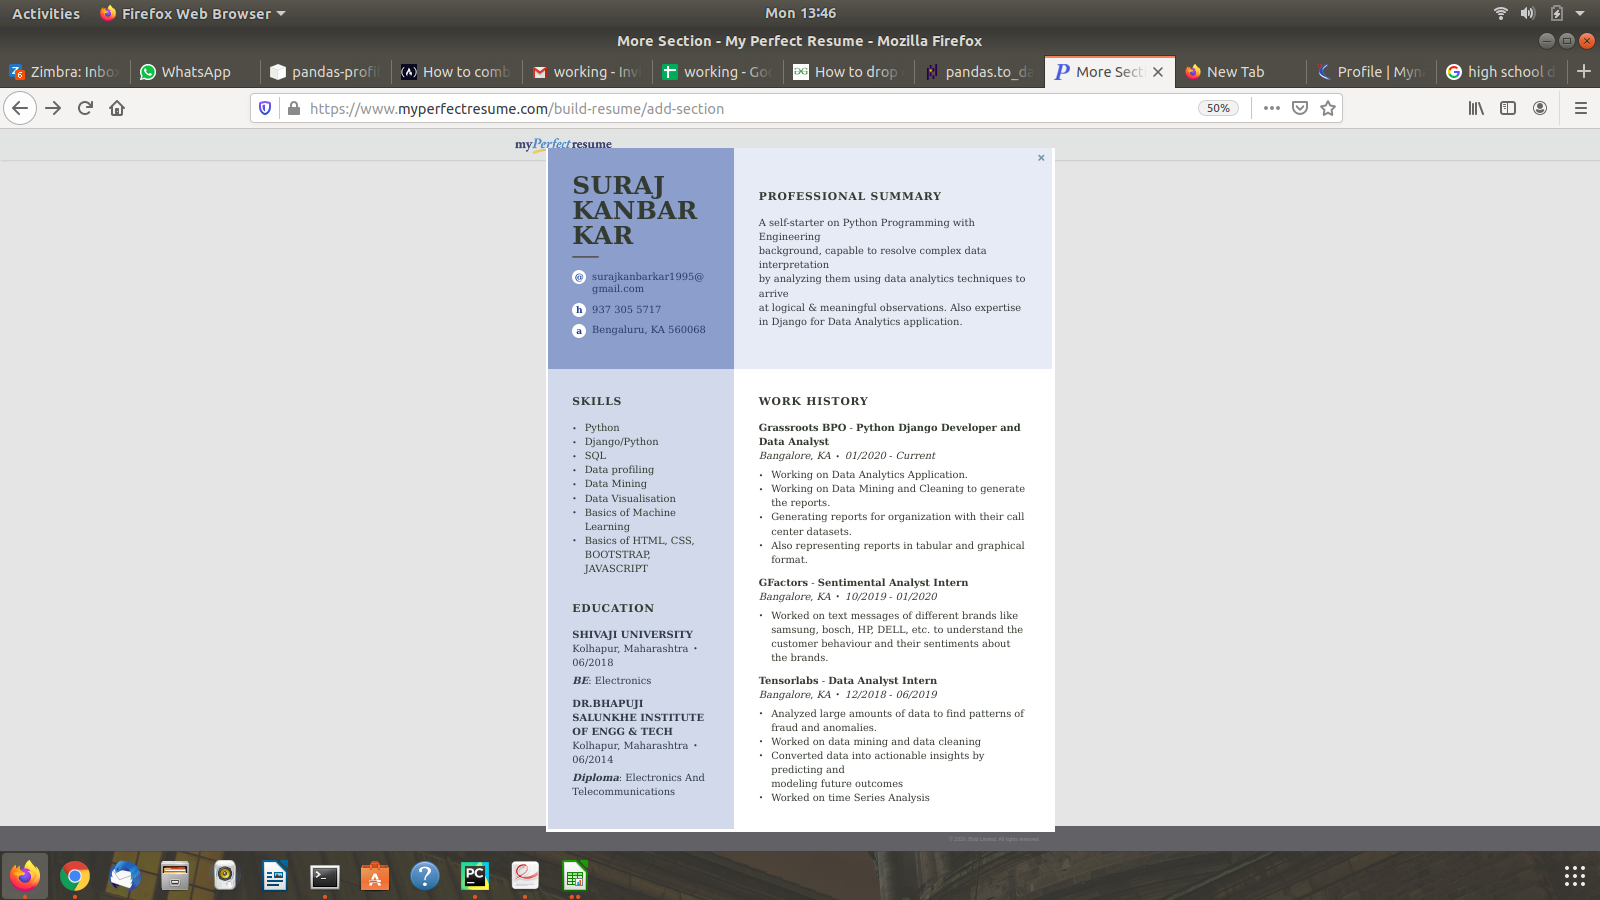 Activities
Firefox Web Browser
Mon 13:46
More Section - My Perfect Resume - Mozilla Firefox
Zimbra: Inbo
WhatsApp
pandas-profi
How to comb
working - Inv
working - Goo
How to drop
pandas.to_da
More Sect
New Tab
Profile | Myna
high school d
https://www.myperfectresume.com/build-resume/add-section
50%
myPerfectresume
×
SURAJ
KANBAR
KAR
@ surajkanbarkar1995@
gmail.com
h 937 305 5717
a Bengaluru, KA 560068
PROFESSIONAL SUMMARY
A self-starter on Python Programming with
Engineering
background, capable to resolve complex data
interpretation
by analyzing them using data analytics techniques to
arrive
at logical & meaningful observations. Also expertise
in Django for Data Analytics application.
SKILLS
• Python
• Django/Python
• SQL
• Data profiling
• Data Mining
• Data Visualisation
• Basics of Machine
Learning
• Basics of HTML, CSS,
BOOTSTRAP,
JAVASCRIPT
EDUCATION
SHIVAJI UNIVERSITY
Kolhapur, Maharashtra •
06/2018
BE: Electronics
DR.BHAPUJI
SALUNKHE INSTITUTE
OF ENGG & TECH
Kolhapur, Maharashtra •
06/2014
Diploma: Electronics And
Telecommunications
WORK HISTORY
Grassroots BPO - Python Django Developer and
Data Analyst
Bangalore, KA • 01/2020 - Current
• Working on Data Analytics Application.
• Working on Data Mining and Cleaning to generate
the reports.
• Generating reports for organization with their call
center datasets.
• Also representing reports in tabular and graphical
format.
GFactors - Sentimental Analyst Intern
Bangalore, KA • 10/2019 - 01/2020
• Worked on text messages of different brands like
samsung, bosch, HP, DELL, etc. to understand the
customer behaviour and their sentiments about
the brands.
Tensorlabs - Data Analyst Intern
Bangalore, KA • 12/2018 - 06/2019
• Analyzed large amounts of data to find patterns of
fraud and anomalies.
• Worked on data mining and data cleaning
• Converted data into actionable insights by
predicting and
modeling future outcomes
• Worked on time Series Analysis
PC